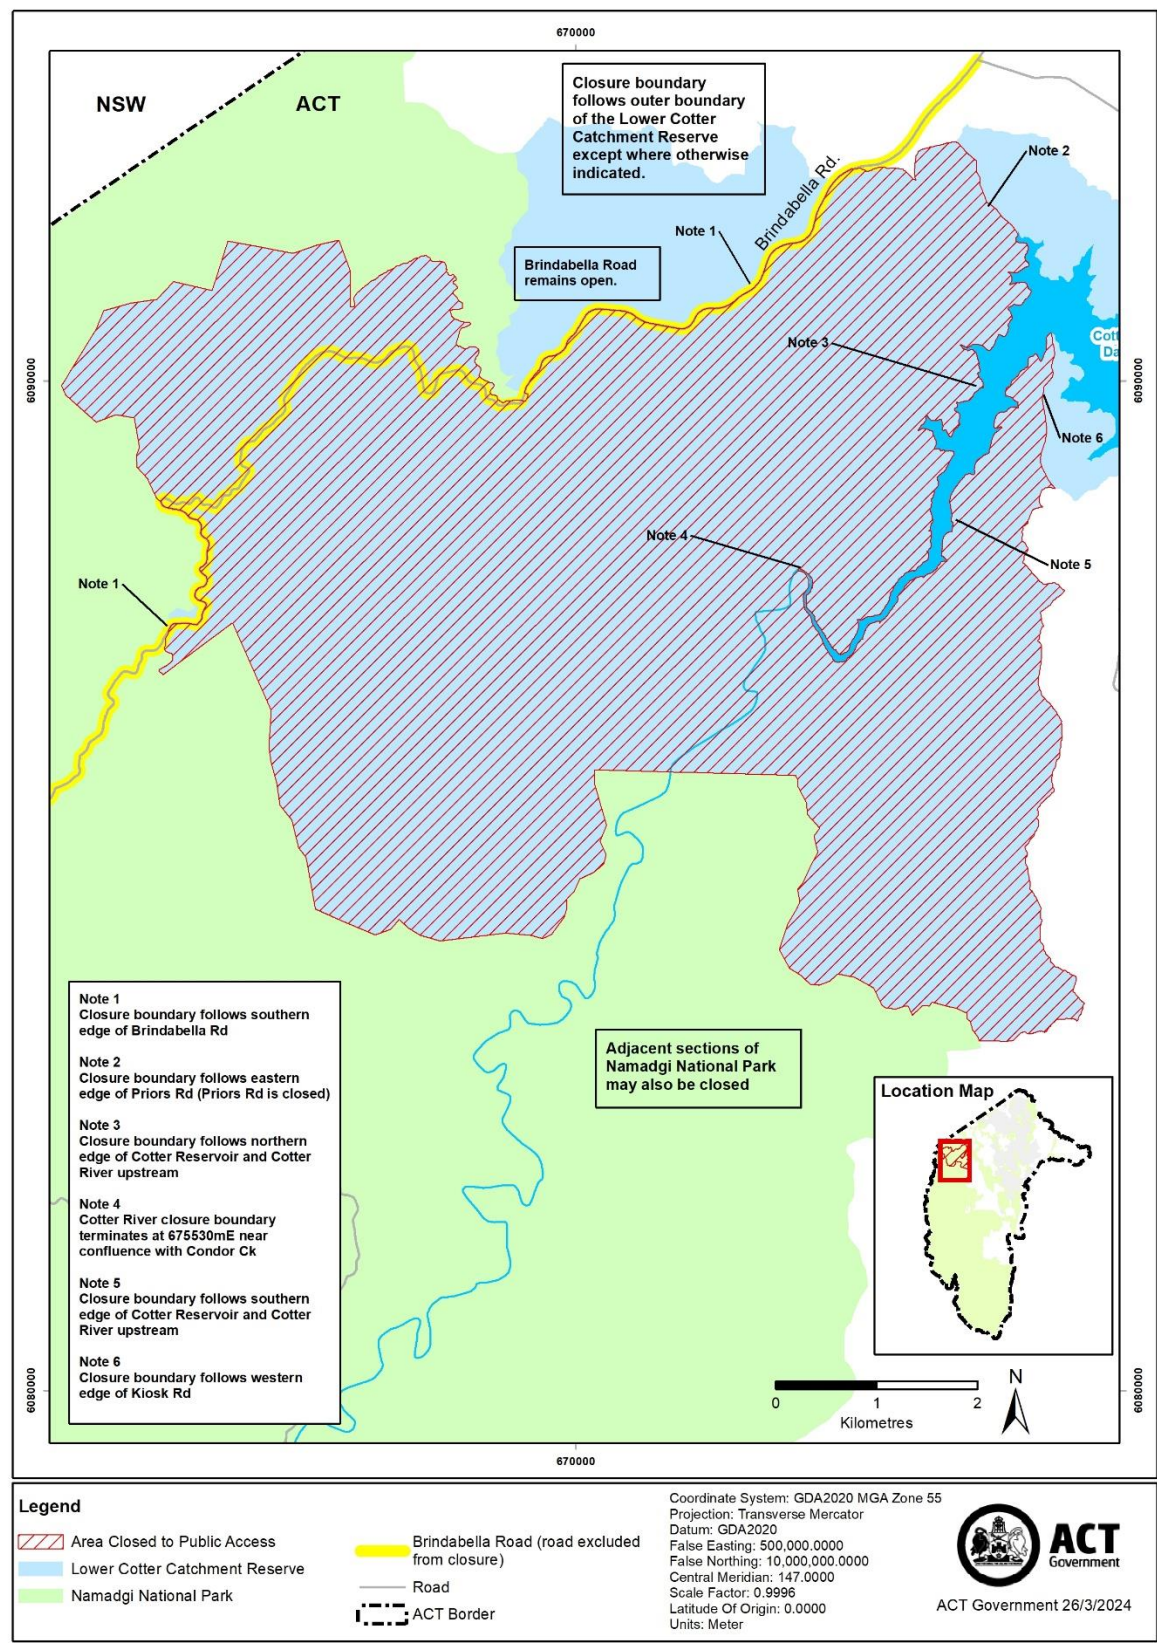 670000
NSW
ACT
Closure boundary
follows outer boundary
of the Lower Cotter
Catchment Reserve
except where otherwise
indicated.
Note 2
Brindabella Rd.
Note 1
Brindabella Road
remains open.
Note 3
Cott
Da
6090000
6090000
Note 6
Note 4
Note 5
Note 1
Note 1
Closure boundary follows southern
edge of Brindabella Rd
Note 2
Closure boundary follows eastern
edge of Priors Rd (Priors Rd is closed)
Note 3
Closure boundary follows northern
edge of Cotter Reservoir and Cotter
River upstream
Note 4
Cotter River closure boundary
terminates at 675530mE near
confluence with Condor Ck
Note 5
Closure boundary follows southern
edge of Cotter Reservoir and Cotter
River upstream
Note 6
Closure boundary follows western
edge of Kiosk Rd
Adjacent sections of
Namadgi National Park
may also be closed
Location Map
6080000
6080000
0 1 2
Kilometres
N
670000
Legend
Area Closed to Public Access
Lower Cotter Catchment Reserve
Namadgi National Park
Brindabella Road (road excluded
from closure)
Road
ACT Border
Coordinate System: GDA2020 MGA Zone 55
Projection: Transverse Mercator
Datum: GDA2020
False Easting: 500,000.0000
False Northing: 10,000,000.0000
Central Meridian: 147.0000
Scale Factor: 0.9996
Latitude Of Origin: 0.0000
Units: Meter
ACT
Government
ACT Government 26/3/2024